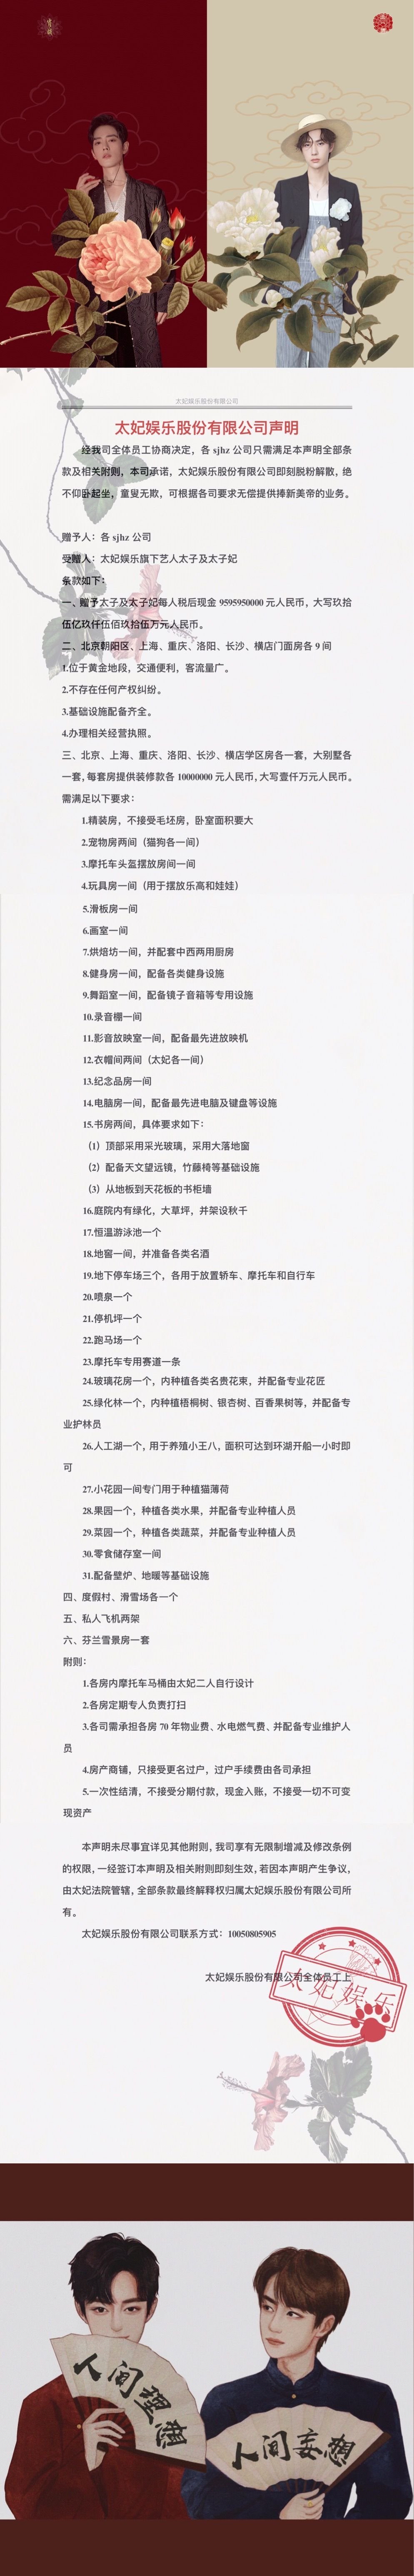 太妃娱乐股份有限公司
太妃娱乐股份有限公司声明
经我司全体员工协商决定，各 sjhz 公司只需满足本声明全部条
款及相关附则，本司承诺，太妃娱乐股份有限公司即刻脱粉解散，绝
不仰卧起坐，童叟无欺，可根据各司要求无偿提供捧新美帝的业务。
赠予人：各 sjhz 公司
受赠人：太妃娱乐旗下艺人太子及太子妃
条款如下：
一、赠予太子及太子妃每人税后现金 9595950000 元人民币，大写玖拾
伍亿玖仟伍佰玖拾伍万元人民币。
二、北京朝阳区、上海、重庆、洛阳、长沙、横店门面房各 9 间
1.位于黄金地段，交通便利，客流量广。
2.不存在任何产权纠纷。
3.基础设施配备齐全。
4.办理相关经营执照。
三、北京、上海、重庆、洛阳、长沙、横店学区房各一套，大别墅各
一套，每套房提供装修款各 10000000 元人民币，大写壹仟万元人民币。
需满足以下要求：
1.精装房，不接受毛坯房，卧室面积要大
2.宠物房两间（猫狗各一间）
3.摩托车头盔摆放房间一间
4.玩具房一间（用于摆放乐高和娃娃）
5.滑板房一间
6.画室一间
7.烘焙坊一间，并配套中西两用厨房
8.健身房一间，配备各类健身设施
9.舞蹈室一间，配备镜子音箱等专用设施
10.录音棚一间
11.影音放映室一间，配备最先进放映机
12.衣帽间两间（太妃各一间）
13.纪念品房一间
14.电脑房一间，配备最先进电脑及键盘等设施
15.书房两间，具体要求如下：
（1）顶部采用采光玻璃，采用大落地窗
（2）配备天文望远镜，竹藤椅等基础设施
（3）从地板到天花板的书柜墙
16.庭院内有绿化，大草坪，并架设秋千
17.恒温游泳池一个
18.地窖一间，并准备各类名酒
19.地下停车场三个，各用于放置轿车、摩托车和自行车
20.喷泉一个
21.停机坪一个
22.跑马场一个
23.摩托车专用赛道一条
24.玻璃花房一个，内种植各类名贵花束，并配备专业花匠
25.绿化林一个，内种植梧桐树、银杏树、百香果树等，并配备专
业护林员
26.人工湖一个，用于养殖小王八，面积可达到环湖开船一小时即
可
27.小花园一间专门用于种植猫薄荷
28.果园一个，种植各类水果，并配备专业种植人员
29.菜园一个，种植各类蔬菜，并配备专业种植人员
30.零食储存室一间
31.配备壁炉、地暖等基础设施
四、度假村、滑雪场各一个
五、私人飞机两架
六、芬兰雪景房一套
附则：
1.各房内摩托车马桶由太妃二人自行设计
2.各房定期专人负责打扫
3.各司需承担各房 70 年物业费、水电燃气费、并配备专业维护人
员
4.房产商铺，只接受更名过户，过户手续费由各司承担
5.一次性结清，不接受分期付款，现金入账，不接受一切不可变
现资产
本声明未尽事宜详见其他附则，我司享有无限制增减及修改条例
的权限，一经签订本声明及相关附则即刻生效，若因本声明产生争议，
由太妃法院管辖，全部条款最终解释权归属太妃娱乐股份有限公司所
有。
太妃娱乐股份有限公司联系方式：10050805905
太妃娱乐股份有限公司全体员工上
太妃娱乐
人间理想
人间妄想